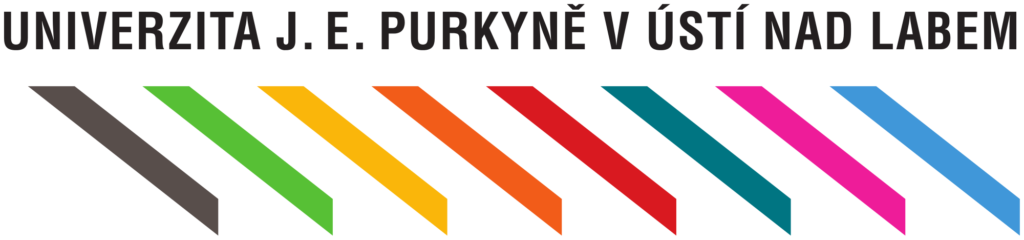 UNIVERZITA J. E. PURKYNĚ V ÚSTÍ NAD LABEM